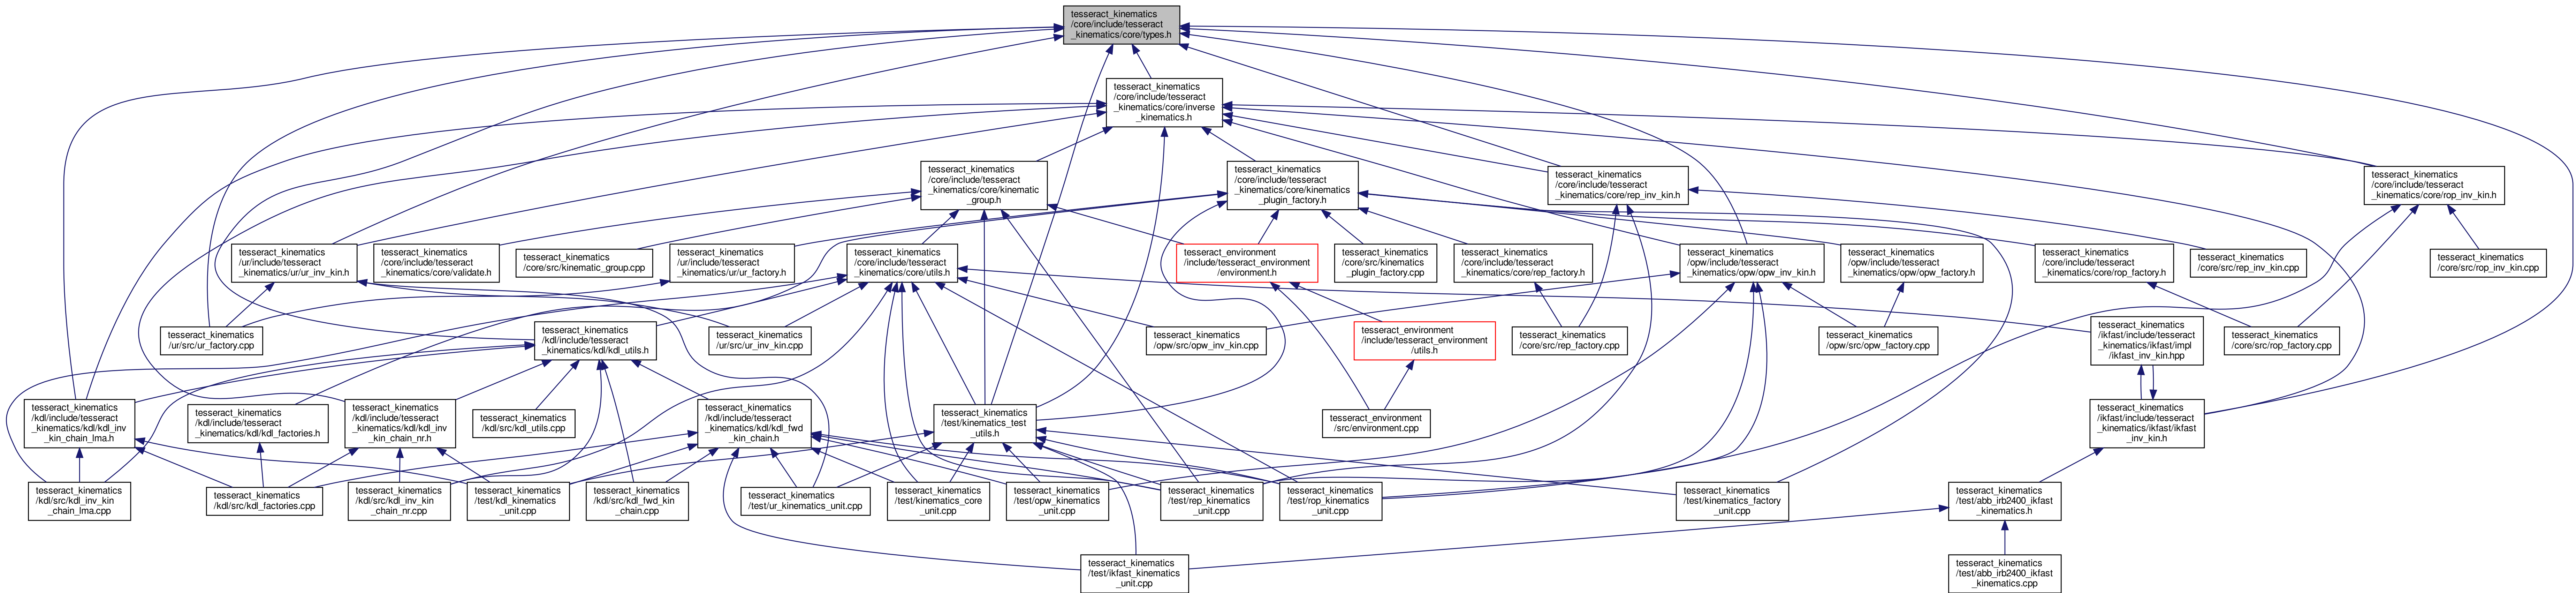 tesseract_kinematics
/core/include/tesseract
_kinematics/core/types.h
tesseract_kinematics
/core/include/tesseract
_kinematics/core/inverse
_kinematics.h
tesseract_kinematics
/core/include/tesseract
_kinematics/core/kinematic
_group.h
tesseract_kinematics
/core/include/tesseract
_kinematics/core/kinematics
_plugin_factory.h
tesseract_kinematics
/core/include/tesseract
_kinematics/core/rep_inv_kin.h
tesseract_kinematics
/core/include/tesseract
_kinematics/core/rop_inv_kin.h
tesseract_kinematics
/ur/include/tesseract
_kinematics/ur/ur_inv_kin.h
tesseract_kinematics
/core/include/tesseract
_kinematics/core/validate.h
tesseract_kinematics
/core/src/kinematic_group.cpp
tesseract_kinematics
/ur/include/tesseract
_kinematics/ur/ur_factory.h
tesseract_kinematics
/core/include/tesseract
_kinematics/core/utils.h
tesseract_environment
/include/tesseract_environment
/environment.h
tesseract_kinematics
/core/src/kinematics
_plugin_factory.cpp
tesseract_kinematics
/core/include/tesseract
_kinematics/core/rep_factory.h
tesseract_kinematics
/opw/include/tesseract
_kinematics/opw/opw_inv_kin.h
tesseract_kinematics
/opw/include/tesseract
_kinematics/opw/opw_factory.h
tesseract_kinematics
/core/include/tesseract
_kinematics/core/rop_factory.h
tesseract_kinematics
/core/src/rep_inv_kin.cpp
tesseract_kinematics
/core/src/rop_inv_kin.cpp
tesseract_kinematics
/ur/src/ur_factory.cpp
tesseract_kinematics
/kdl/include/tesseract
_kinematics/kdl/kdl_utils.h
tesseract_kinematics
/ur/src/ur_inv_kin.cpp
tesseract_kinematics
/opw/src/opw_inv_kin.cpp
tesseract_environment
/include/tesseract_environment
/utils.h
tesseract_kinematics
/core/src/rep_factory.cpp
tesseract_kinematics
/opw/src/opw_factory.cpp
tesseract_kinematics
/ikfast/include/tesseract
_kinematics/ikfast/impl
/ikfast_inv_kin.hpp
tesseract_kinematics
/core/src/rop_factory.cpp
tesseract_kinematics
/kdl/include/tesseract
_kinematics/kdl/kdl_inv
_kin_chain_lma.h
tesseract_kinematics
/kdl/include/tesseract
_kinematics/kdl/kdl_factories.h
tesseract_kinematics
/kdl/include/tesseract
_kinematics/kdl/kdl_inv
_kin_chain_nr.h
tesseract_kinematics
/kdl/src/kdl_utils.cpp
tesseract_kinematics
/kdl/include/tesseract
_kinematics/kdl/kdl_fwd
_kin_chain.h
tesseract_kinematics
/test/kinematics_test
_utils.h
tesseract_environment
/src/environment.cpp
tesseract_kinematics
/ikfast/include/tesseract
_kinematics/ikfast/ikfast
_inv_kin.h
tesseract_kinematics
/kdl/src/kdl_inv_kin
_chain_lma.cpp
tesseract_kinematics
/kdl/src/kdl_factories.cpp
tesseract_kinematics
/kdl/src/kdl_inv_kin
_chain_nr.cpp
tesseract_kinematics
/test/kdl_kinematics
_unit.cpp
tesseract_kinematics
/kdl/src/kdl_fwd_kin
_chain.cpp
tesseract_kinematics
/test/ur_kinematics_unit.cpp
tesseract_kinematics
/test/kinematics_core
_unit.cpp
tesseract_kinematics
/test/opw_kinematics
_unit.cpp
tesseract_kinematics
/test/rep_kinematics
_unit.cpp
tesseract_kinematics
/test/rop_kinematics
_unit.cpp
tesseract_kinematics
/test/kinematics_factory
_unit.cpp
tesseract_kinematics
/test/abb_irb2400_ikfast
_kinematics.h
tesseract_kinematics
/test/ikfast_kinematics
_unit.cpp
tesseract_kinematics
/test/abb_irb2400_ikfast
_kinematics.cpp